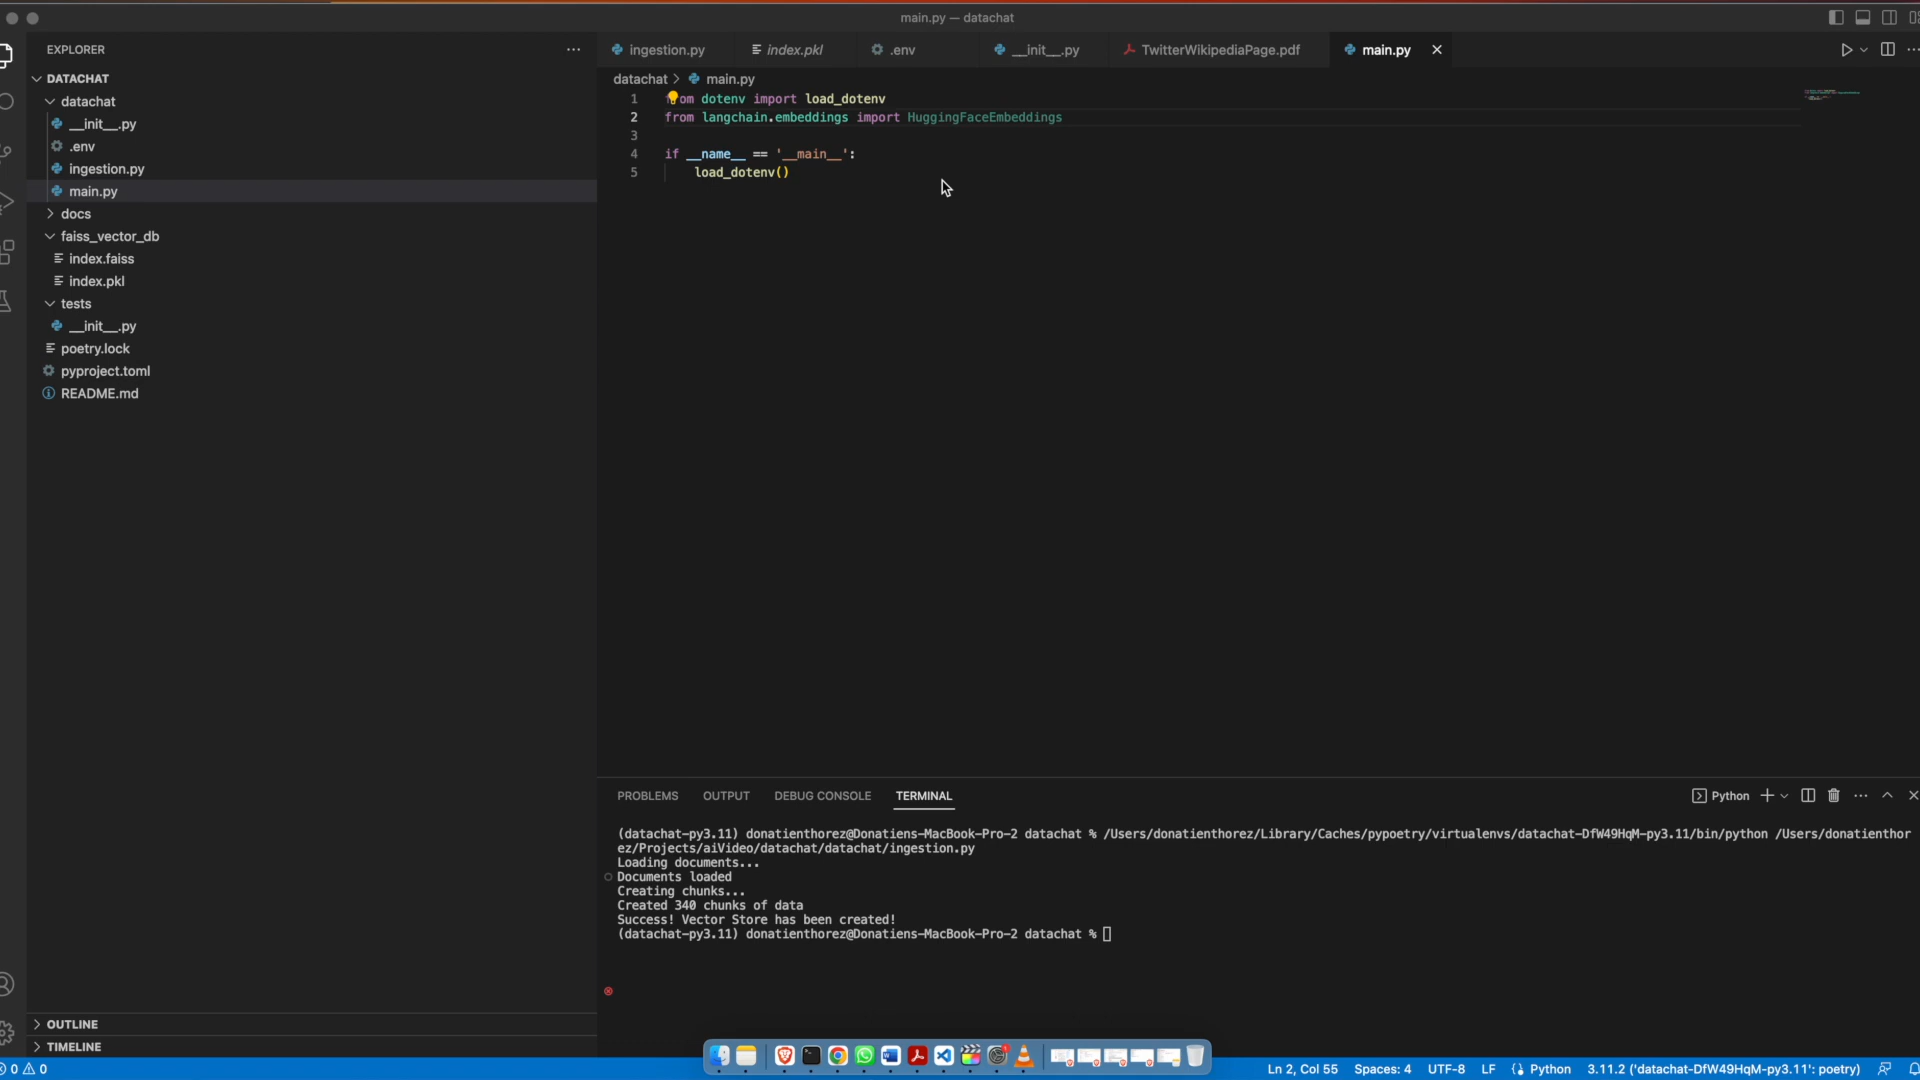 main.py — datachat
EXPLORER
DATACHAT
datachat
__init__.py
.env
ingestion.py
main.py
docs
faiss_vector_db
index.faiss
index.pkl
tests
__init__.py
poetry.lock
pyproject.toml
README.md
OUTLINE
TIMELINE
ingestion.py
index.pkl
.env
__init__.py
TwitterWikipediaPage.pdf
main.py
datachat > main.py
1 from dotenv import load_dotenv
2 from langchain.embeddings import HuggingFaceEmbeddings
3
4 if __name__ == '__main__':
5 load_dotenv()
PROBLEMS OUTPUT DEBUG CONSOLE TERMINAL
Python
(datachat-py3.11) donatienthorez@Donatiens-MacBook-Pro-2 datachat % /Users/donatienthorez/Library/Caches/pypoetry/virtualenvs/datachat-DfW49HqM-py3.11/bin/python /Users/donatienthor
ez/Projects/aiVideo/datachat/datachat/ingestion.py
Loading documents...
Documents loaded
Creating chunks...
Created 340 chunks of data
Success! Vector Store has been created!
(datachat-py3.11) donatienthorez@Donatiens-MacBook-Pro-2 datachat %
0 0
Ln 2, Col 55 Spaces: 4 UTF-8 LF Python 3.11.2 ('datachat-DfW49HqM-py3.11': poetry)